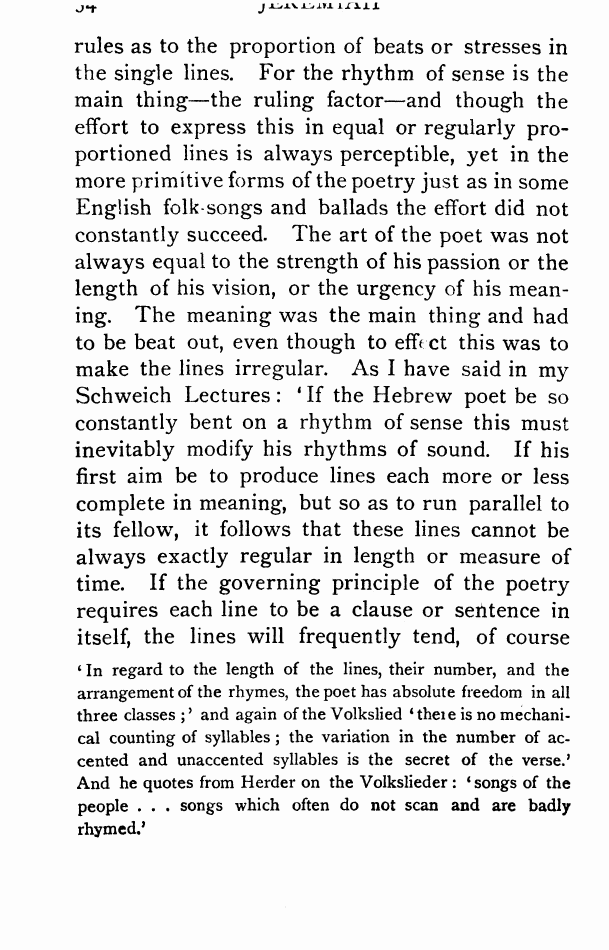 rules as to the proportion of beats or stresses in
the single lines. For the rhythm of sense is the
main thing—the ruling factor—and though the
effort to express this in equal or regularly pro-
portioned lines is always perceptible, yet in the
more primitive forms of the poetry just as in some
English folk-songs and ballads the effort did not
constantly succeed. The art of the poet was not
always equal to the strength of his passion or the
length of his vision, or the urgency of his mean-
ing. The meaning was the main thing and had
to be beat out, even though to effect this was to
make the lines irregular. As I have said in my
Schweich Lectures: 'If the Hebrew poet be so
constantly bent on a rhythm of sense this must
inevitably modify his rhythms of sound. If his
first aim be to produce lines each more or less
complete in meaning, but so as to run parallel to
its fellow, it follows that these lines cannot be
always exactly regular in length or measure of
time. If the governing principle of the poetry
requires each line to be a clause or sentence in
itself, the lines will frequently tend, of course
'In regard to the length of the lines, their number, and the
arrangement of the rhymes, the poet has absolute freedom in all
three classes;' and again of the Volkslied 'there is no mechani-
cal counting of syllables; the variation in the number of ac-
cented and unaccented syllables is the secret of the verse.'
And he quotes from Herder on the Volkslieder: 'songs of the
people . . . songs which often do not scan and are badly
rhymed.'